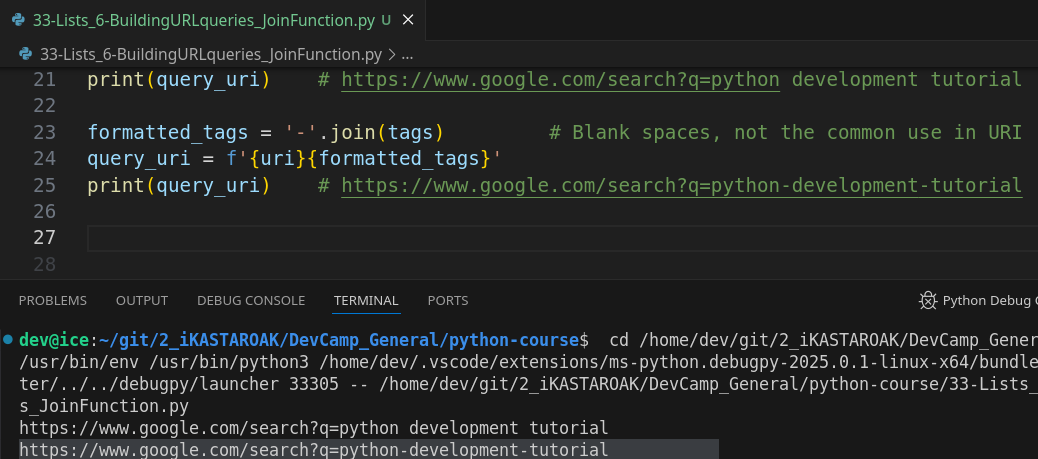 33-Lists_6-BuildingURLqueries_JoinFunction.py U ×
33-Lists_6-BuildingURLqueries_JoinFunction.py > ...
21 print(query_uri) # https://www.google.com/search?q=python development tutorial
22
23 formatted_tags = '-'.join(tags) # Blank spaces, not the common use in URI
24 query_uri = f'{uri}{formatted_tags}'
25 print(query_uri) # https://www.google.com/search?q=python-development-tutorial
26
27
28
PROBLEMS OUTPUT DEBUG CONSOLE TERMINAL PORTS Python Debug
dev@ice:~/git/2_iKASTAROAK/DevCamp_General/python-course$ cd /home/dev/git/2_iKASTAROAK/DevCamp_Gener
/usr/bin/env /usr/bin/python3 /home/dev/.vscode/extensions/ms-python.debugpy-2025.0.1-linux-x64/bundle
ter/../../debugpy/launcher 33305 -- /home/dev/git/2_iKASTAROAK/DevCamp_General/python-course/33-Lists_
s_JoinFunction.py
https://www.google.com/search?q=python development tutorial
https://www.google.com/search?q=python-development-tutorial